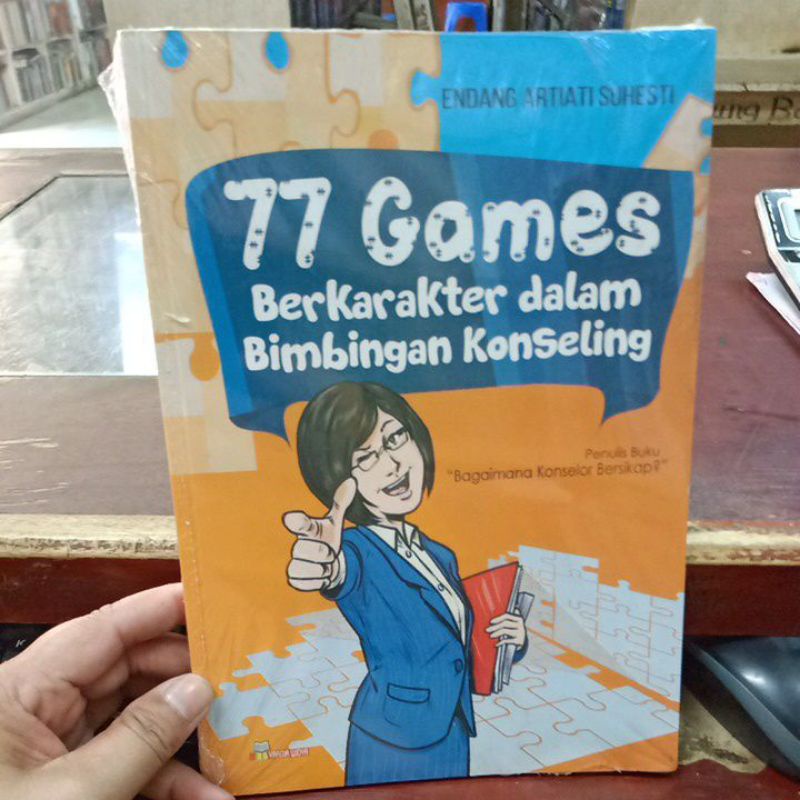 ENDANG ARTIATI SUHESTI
77 Games
BerKaraKter dalam
Bimbingan KonSeling
Penulis Buku
"Bagaimana Konselor Bersikap?"